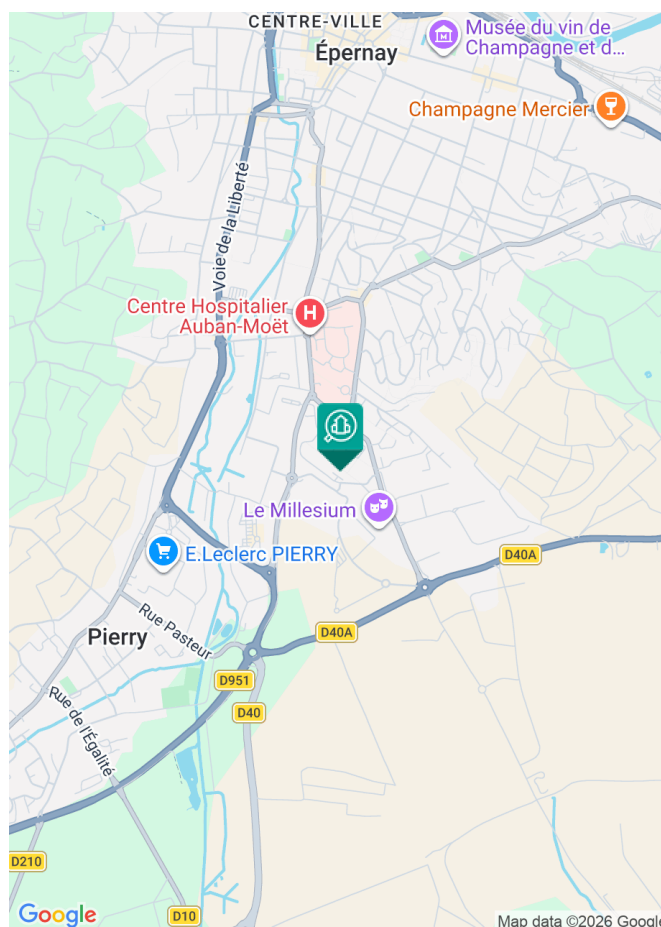 CENTRE-VILLE
Épernay
Musée du vin de
Champagne et d...
Champagne Mercier
Voie de la Liberté
Centre Hospitalier
Auban-Moët
H
Le Millesium
E.Leclerc PIERRY
D40A
Rue Pasteur
Pierry
D40A
D951
Rue de l'Égalité
D40
D210
D10
Google
Map data ©2026 Google